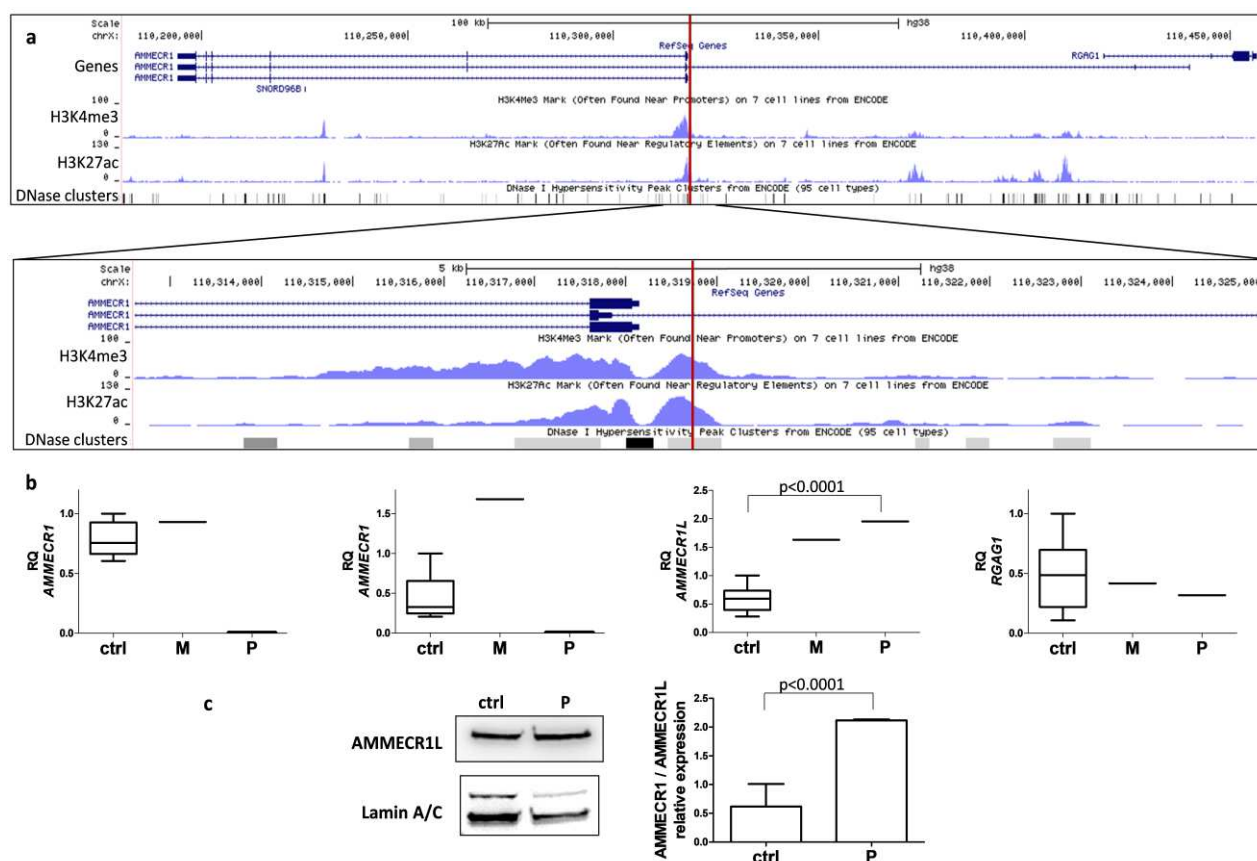 Scale 100 kb hg38
a chrX: 110,200,000 110,250,000 110,300,000 110,350,000 110,400,000 110,450,000
RefSeq Genes
AMMECR1 RGAG1
Genes AMMECR1
AMMECR1
SNORD96B
H3K4Me3 Mark (Often Found Near Promoters) on 7 cell lines from ENCODE
100
H3K4me3
0
H3K27Ac Mark (Often Found Near Regulatory Elements) on 7 cell lines from ENCODE
130
H3K27ac
0
DNase I Hypersensitivity Peak Clusters from ENCODE (95 cell types)
DNase clusters
Scale 5 kb hg38
chrX: 110,314,000 110,315,000 110,316,000 110,317,000 110,318,000 110,319,000 110,320,000 110,321,000 110,322,000 110,323,000 110,324,000 110,325,000
RefSeq Genes
AMMECR1
AMMECR1
AMMECR1
H3K4Me3 Mark (Often Found Near Promoters) on 7 cell lines from ENCODE
100
H3K4me3
0
H3K27Ac Mark (Often Found Near Regulatory Elements) on 7 cell lines from ENCODE
130
H3K27ac
0
DNase I Hypersensitivity Peak Clusters from ENCODE (95 cell types)
DNase clusters
b
RQ
AMMECR1
1.0
0.5
0.0
ctrl M P
RQ
AMMECR1
1.5
1.0
0.5
0.0
ctrl M P
p<0.0001
RQ
AMMECR1L
2.5
2.0
1.5
1.0
0.5
0.0
ctrl M P
RQ
RGAG1
1.0
0.5
0.0
ctrl M P
c
ctrl P
AMMECR1L
Lamin A/C
p<0.0001
AMMECR1 / AMMECR1L
relative expression
2.5
2.0
1.5
1.0
0.5
0.0
ctrl P